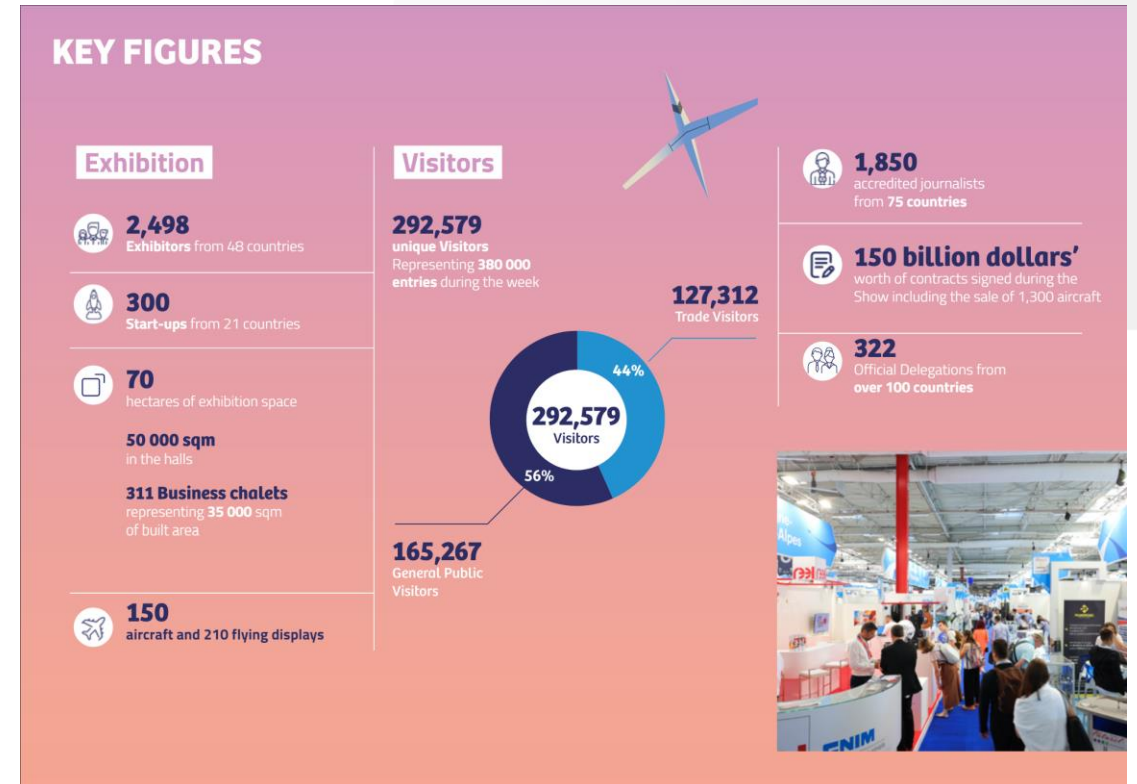 KEY FIGURES
Exhibition
2,498
Exhibitors from 48 countries
300
Start-ups from 21 countries
70
hectares of exhibition space
50 000 sqm
in the halls
311 Business chalets
representing 35 000 sqm
of built area
150
aircraft and 210 flying displays
Visitors
292,579
unique Visitors
Representing 380 000
entries during the week
127,312
Trade Visitors
44%
292,579
Visitors
56%
165,267
General Public
Visitors
1,850
accredited journalists
from 75 countries
150 billion dollars’
worth of contracts signed during the
Show including the sale of 1,300 aircraft
322
Official Delegations from
over 100 countries
Alpes
ENIM